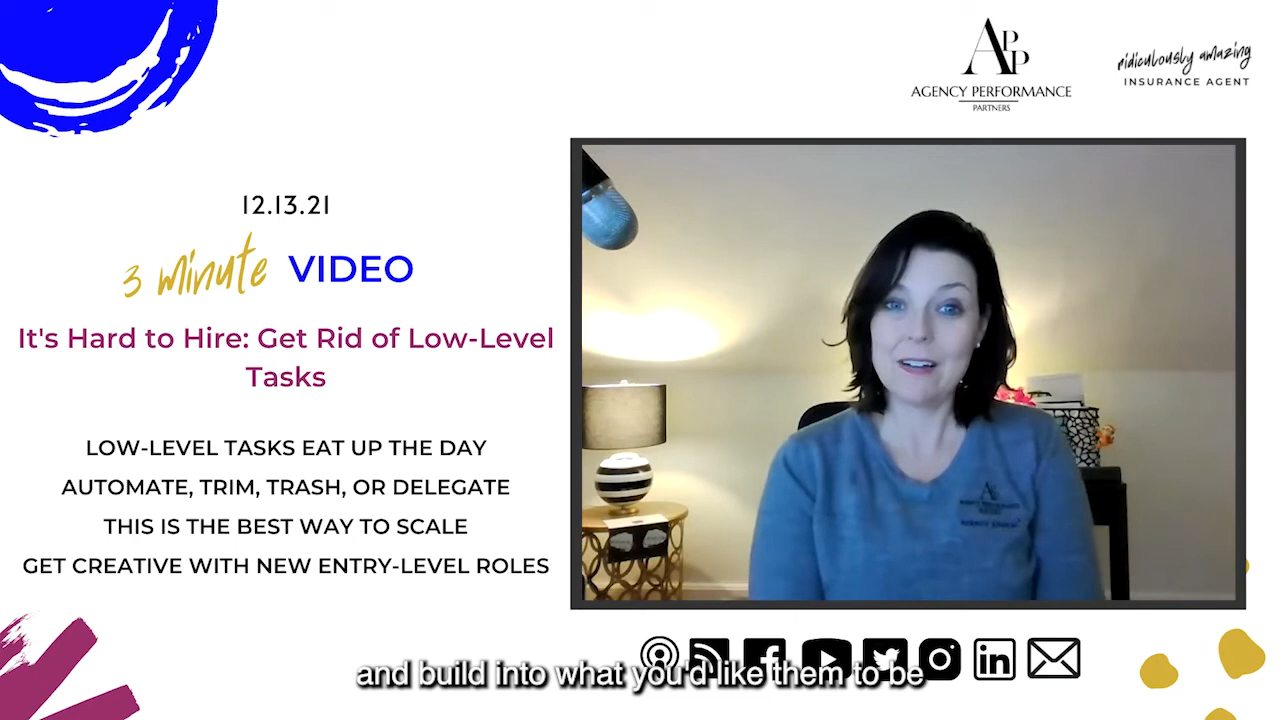 APP
AGENCY PERFORMANCE
PARTNERS
ridiculously amazing
INSURANCE AGENT
12.13.21
3 minute VIDEO
It's Hard to Hire: Get Rid of Low-Level
Tasks
LOW-LEVEL TASKS EAT UP THE DAY
AUTOMATE, TRIM, TRASH, OR DELEGATE
THIS IS THE BEST WAY TO SCALE
GET CREATIVE WITH NEW ENTRY-LEVEL ROLES
and build into what you'd like them to be